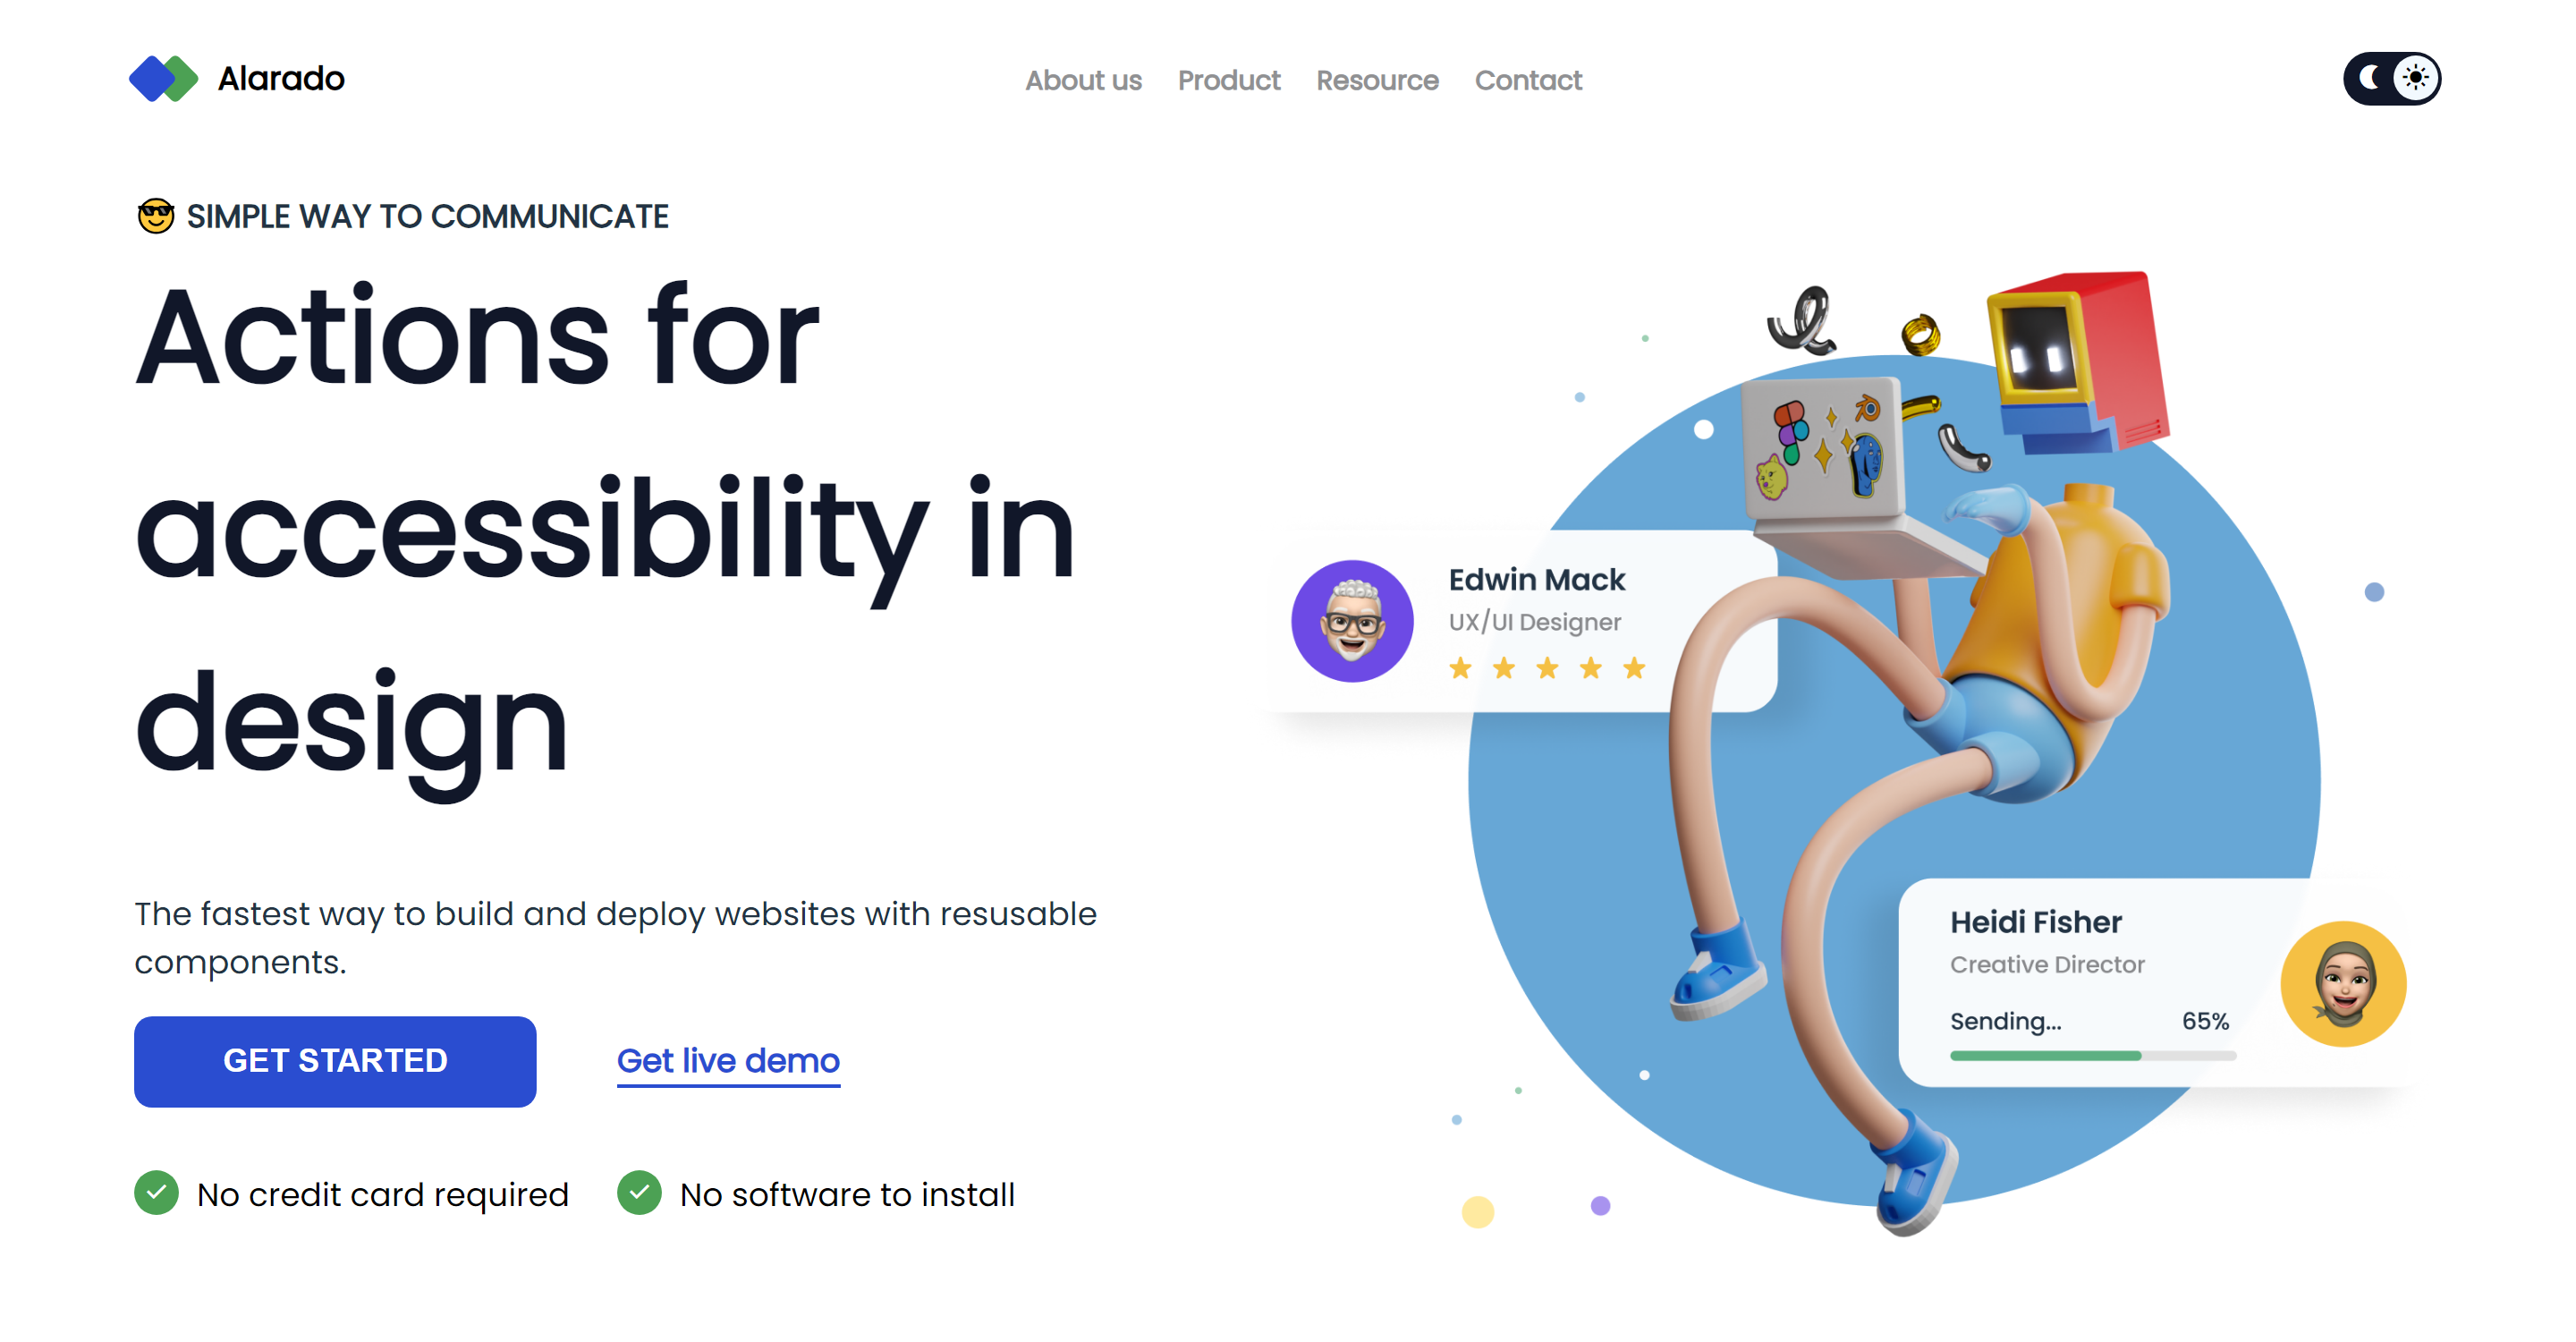 Alarado
About us Product Resource Contact
😎 SIMPLE WAY TO COMMUNICATE
Actions for
accessibility in
design
The fastest way to build and deploy websites with resusable
components.
GET STARTED
Get live demo
No credit card required
No software to install
Edwin Mack
UX/UI Designer
Heidi Fisher
Creative Director
Sending... 65%